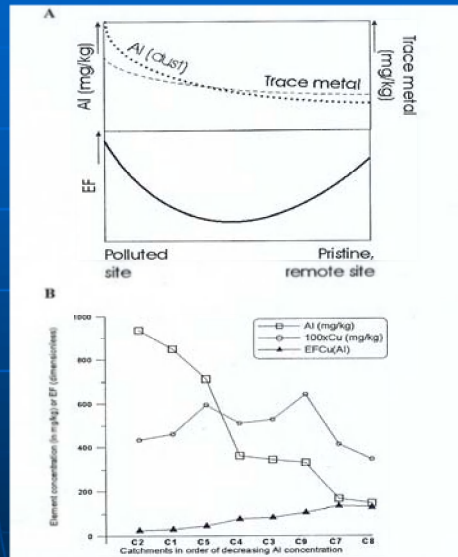 A
Al (mg/kg)
Al (dust)
Trace metal
Trace metal
(mg/kg)
EF
Polluted
site
Pristine,
remote site
B
Element concentration (in mg/kg) or EF (dimensionless)
1000
800
600
400
200
0
Al (mg/kg)
100xCu (mg/kg)
EFCu(Al)
C2 C1 C5 C4 C3 C9 C7 C8
Catchments in order of decreasing Al concentration